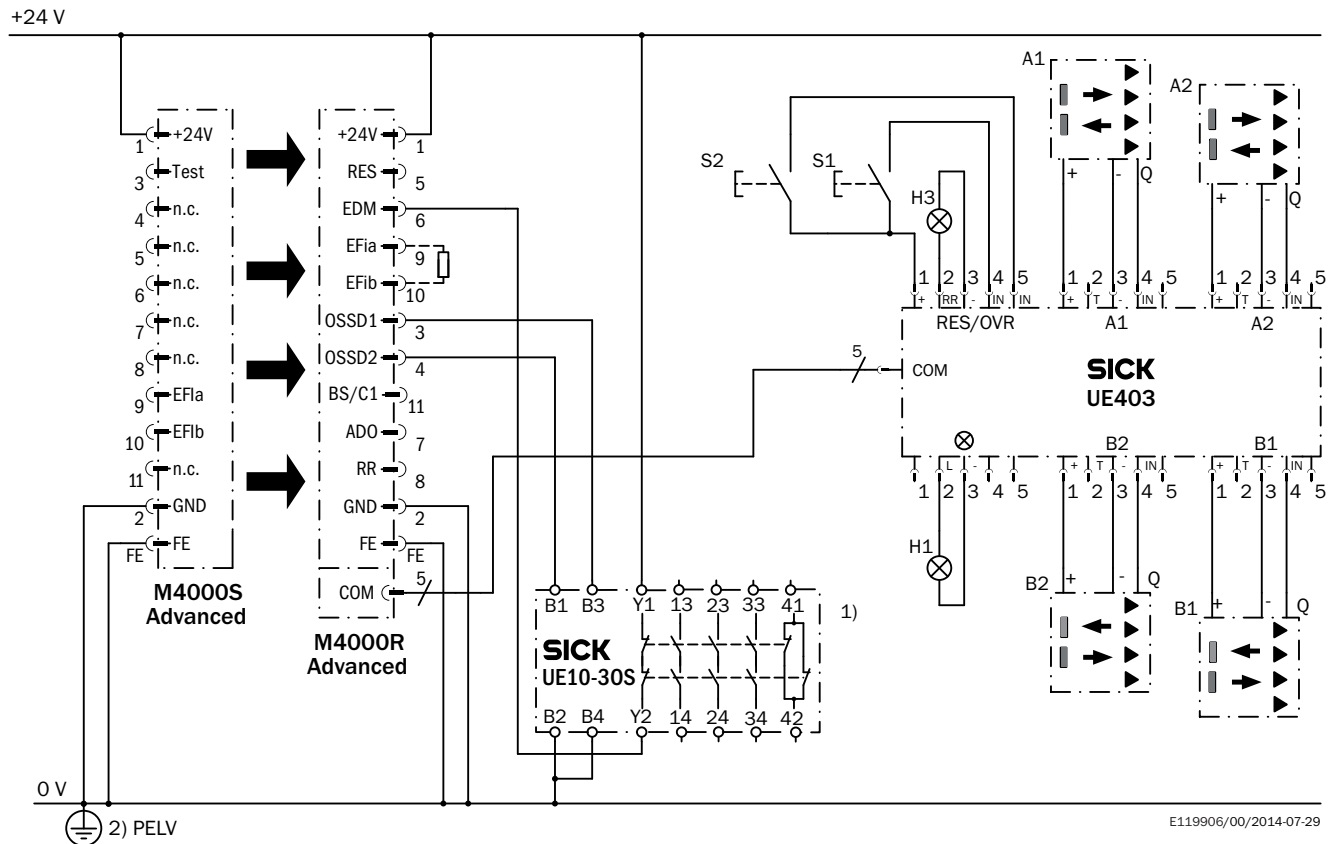 +24 V
+24V
1
Test
3
n.c.
4
n.c.
5
n.c.
6
n.c.
7
n.c.
8
EFIa
9
EFIb
10
n.c.
11
GND
2
FE
FE
M4000S
Advanced
+24V
1
RES
5
EDM
6
EFia
9
EFib
10
OSSD1
3
OSSD2
4
BS/C1
11
ADO
7
RR
8
GND
2
FE
FE
COM
5
M4000R
Advanced
B1 B3 Y1 13 23 33 41
1)
SICK
UE10-30S
B2 B4 Y2 14 24 34 42
S2
S1
H3
A1
+ - Q
A2
+ - Q
1 2 3 4 5
+ RR - IN IN
RES/OVR
1 2 3 4 5
+ T - IN
A1
1 2 3 4 5
+ T - IN
A2
5
COM
SICK
UE403
L -
1 2 3 4 5
B2
+ T - IN
1 2 3 4 5
B1
+ T - IN
1 2 3 4 5
H1
B2
+ - Q
B1
+ - Q
0 V
2) PELV
E119906/00/2014-07-29